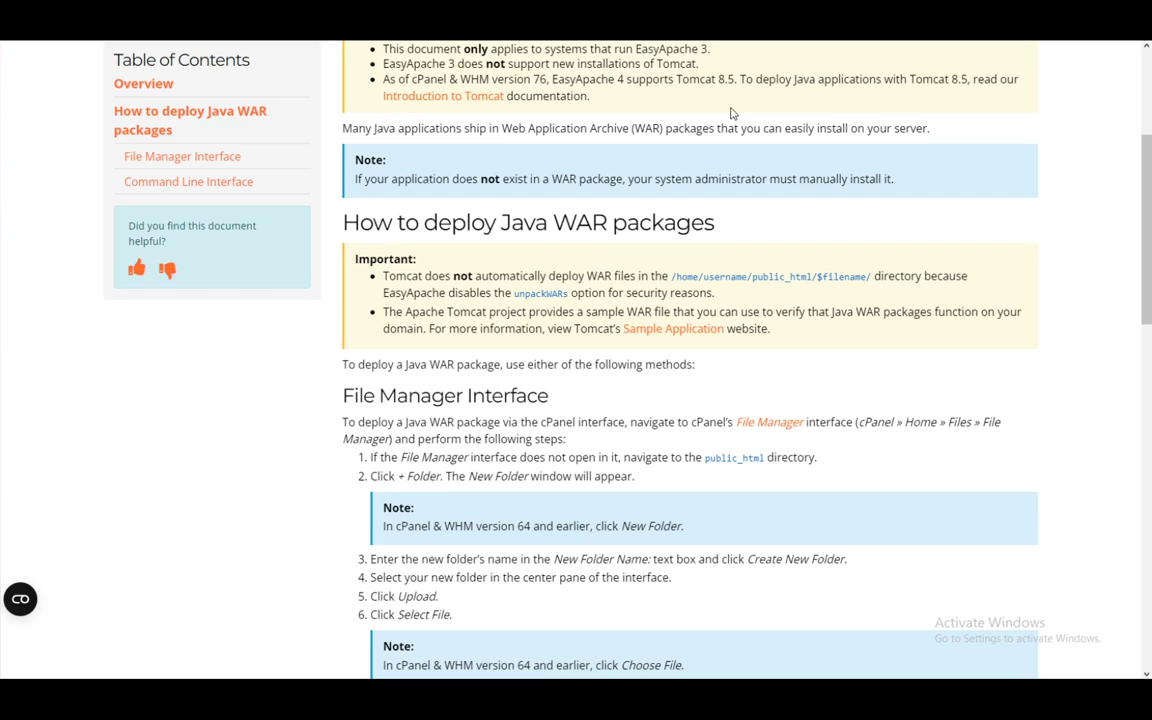 Table of Contents
Overview
How to deploy Java WAR
packages
File Manager Interface
Command Line Interface
Did you find this document
helpful?
This document only applies to systems that run EasyApache 3.
EasyApache 3 does not support new installations of Tomcat.
As of cPanel & WHM version 76, EasyApache 4 supports Tomcat 8.5. To deploy Java applications with Tomcat 8.5, read our
Introduction to Tomcat documentation.
Many Java applications ship in Web Application Archive (WAR) packages that you can easily install on your server.
Note:
If your application does not exist in a WAR package, your system administrator must manually install it.
How to deploy Java WAR packages
Important:
Tomcat does not automatically deploy WAR files in the /home/username/public_html/$filename/ directory because
EasyApache disables the unpackWARs option for security reasons.
The Apache Tomcat project provides a sample WAR file that you can use to verify that Java WAR packages function on your
domain. For more information, view Tomcat's Sample Application website.
To deploy a Java WAR package, use either of the following methods:
File Manager Interface
To deploy a Java WAR package via the cPanel interface, navigate to cPanel's File Manager interface (cPanel » Home » Files » File
Manager) and perform the following steps:
1. If the File Manager interface does not open in it, navigate to the public_html directory.
2. Click + Folder. The New Folder window will appear.
Note:
In cPanel & WHM version 64 and earlier, click New Folder.
3. Enter the new folder's name in the New Folder Name: text box and click Create New Folder.
4. Select your new folder in the center pane of the interface.
5. Click Upload.
6. Click Select File.
Note:
In cPanel & WHM version 64 and earlier, click Choose File.
Activate Windows
Go to Settings to activate Windows.